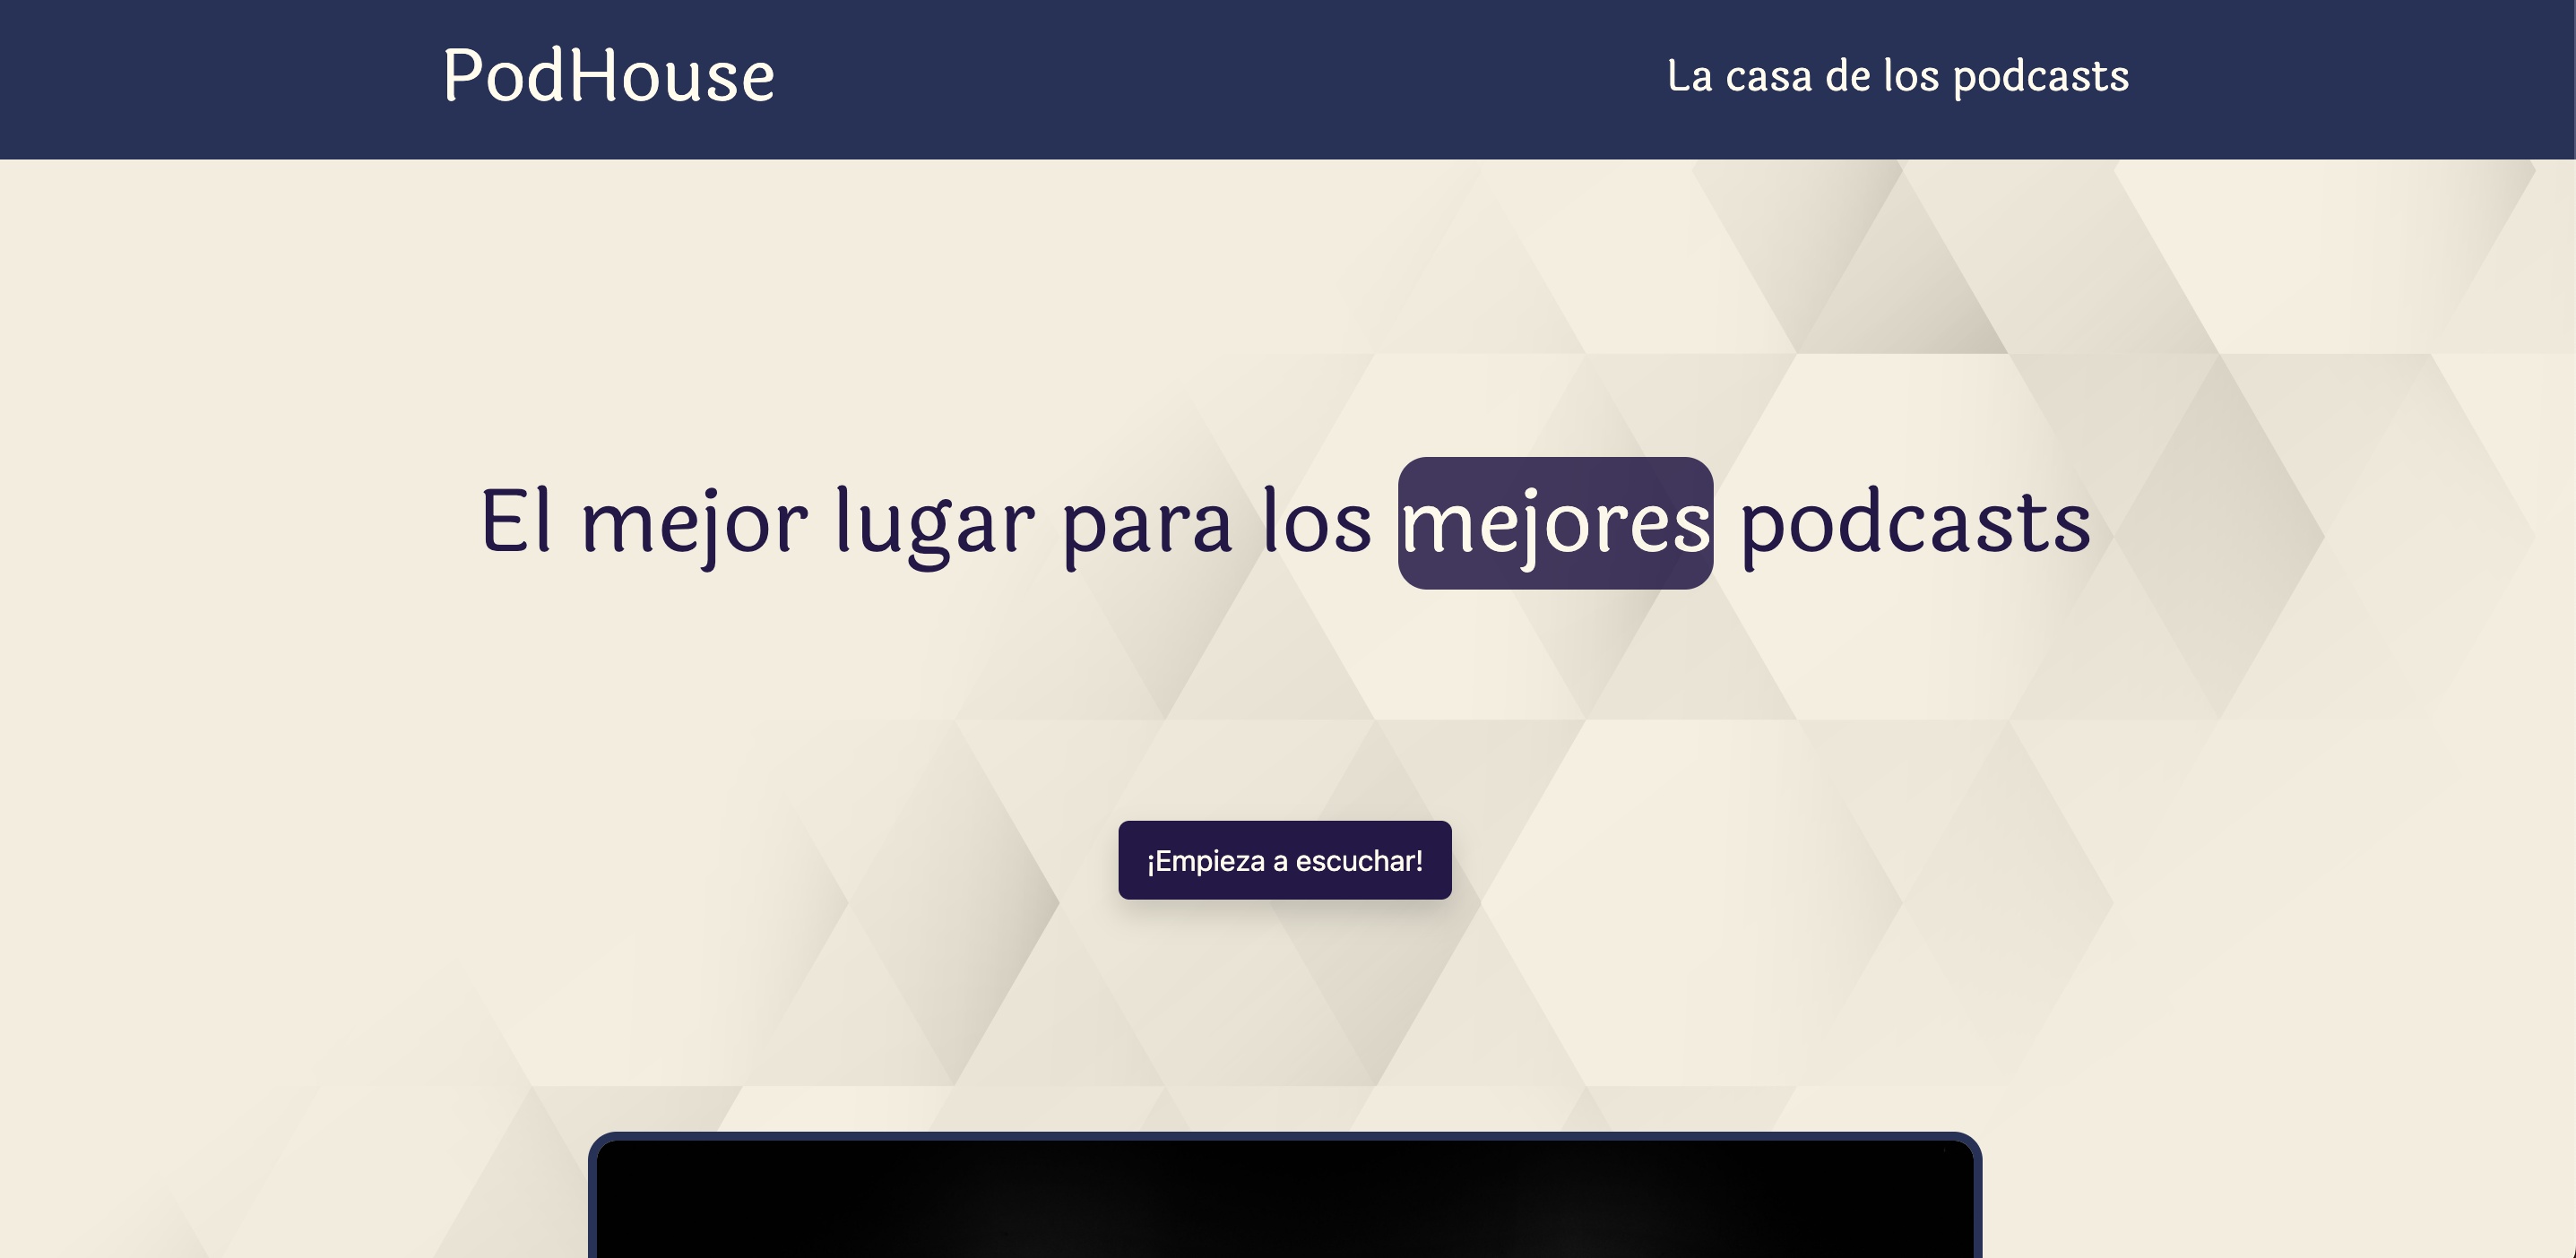 PodHouse
La casa de los podcasts
El mejor lugar para los mejores podcasts
¡Empieza a escuchar!